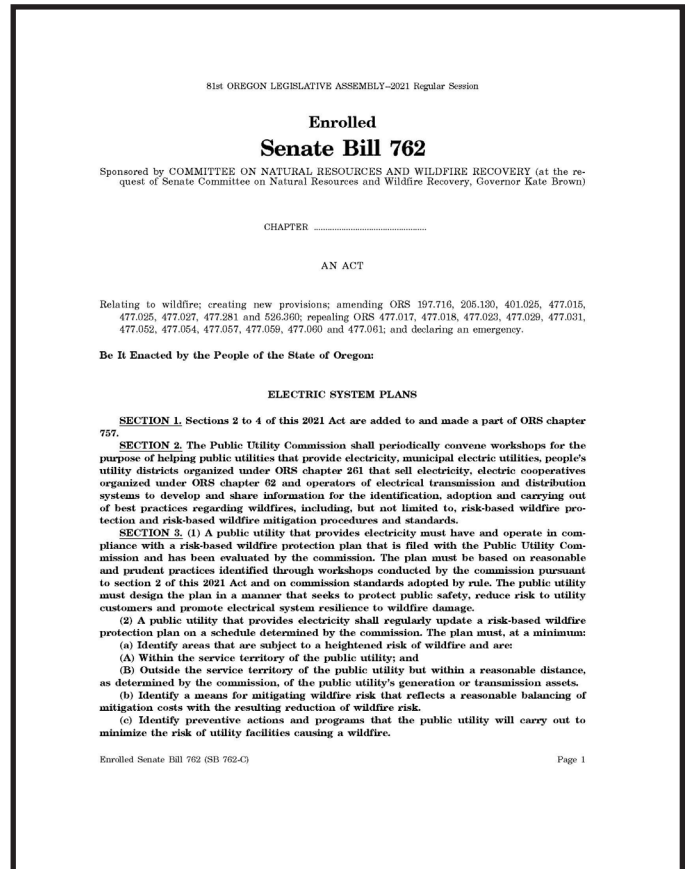 81st OREGON LEGISLATIVE ASSEMBLY--2021 Regular Session
Enrolled
Senate Bill 762
Sponsored by COMMITTEE ON NATURAL RESOURCES AND WILDFIRE RECOVERY (at the re-
quest of Senate Committee on Natural Resources and Wildfire Recovery, Governor Kate Brown)
CHAPTER .................................................
AN ACT
Relating to wildfire; creating new provisions; amending ORS 197.716, 205.130, 401.025, 477.015,
477.025, 477.027, 477.281 and 526.360; repealing ORS 477.017, 477.018, 477.023, 477.029, 477.031,
477.052, 477.054, 477.057, 477.059, 477.060 and 477.061; and declaring an emergency.
Be It Enacted by the People of the State of Oregon:
ELECTRIC SYSTEM PLANS
SECTION 1. Sections 2 to 4 of this 2021 Act are added to and made a part of ORS chapter
757.
SECTION 2. The Public Utility Commission shall periodically convene workshops for the
purpose of helping public utilities that provide electricity, municipal electric utilities, people's
utility districts organized under ORS chapter 261 that sell electricity, electric cooperatives
organized under ORS chapter 62 and operators of electrical transmission and distribution
systems to develop and share information for the identification, adoption and carrying out
of best practices regarding wildfires, including, but not limited to, risk-based wildfire pro-
tection and risk-based wildfire mitigation procedures and standards.
SECTION 3. (1) A public utility that provides electricity must have and operate in com-
pliance with a risk-based wildfire protection plan that is filed with the Public Utility Com-
mission and has been evaluated by the commission. The plan must be based on reasonable
and prudent practices identified through workshops conducted by the commission pursuant
to section 2 of this 2021 Act and on commission standards adopted by rule. The public utility
must design the plan in a manner that seeks to protect public safety, reduce risk to utility
customers and promote electrical system resilience to wildfire damage.
(2) A public utility that provides electricity shall regularly update a risk-based wildfire
protection plan on a schedule determined by the commission. The plan must, at a minimum:
(a) Identify areas that are subject to a heightened risk of wildfire and are:
(A) Within the service territory of the public utility; and
(B) Outside the service territory of the public utility but within a reasonable distance,
as determined by the commission, of the public utility's generation or transmission assets.
(b) Identify a means for mitigating wildfire risk that reflects a reasonable balancing of
mitigation costs with the resulting reduction of wildfire risk.
(c) Identify preventive actions and programs that the public utility will carry out to
minimize the risk of utility facilities causing a wildfire.
Enrolled Senate Bill 762 (SB 762-C)
Page 1